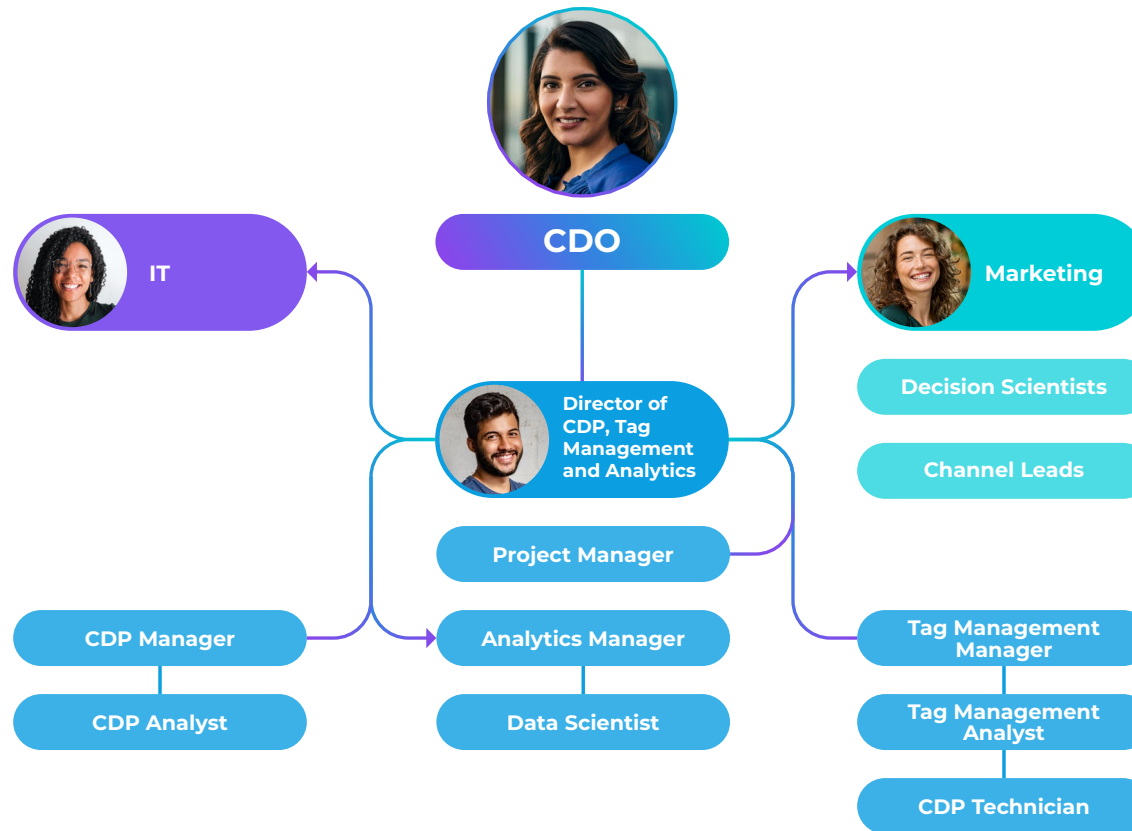 CDO
IT
Marketing
Director of
CDP, Tag
Management
and Analytics
Decision Scientists
Channel Leads
Project Manager
CDP Manager
Analytics Manager
Tag Management
Manager
CDP Analyst
Data Scientist
Tag Management
Analyst
CDP Technician